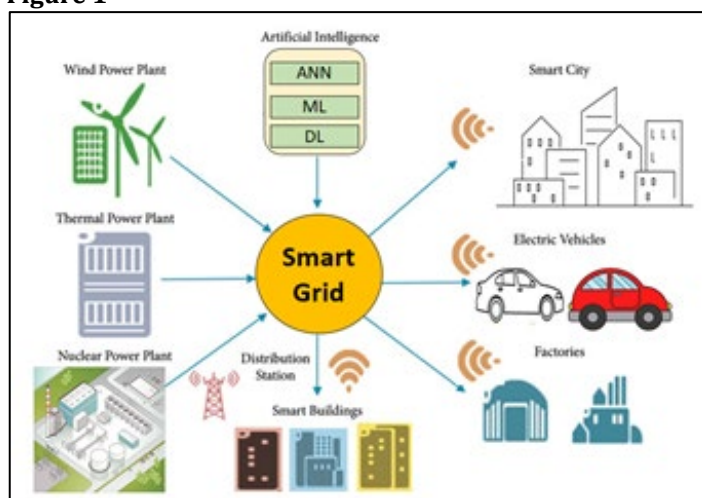 Figure 1
Artificial Intelligence
Wind Power Plant
ANN
Smart City
ML
DL
Thermal Power Plant
Electric Vehicles
Smart
Grid
Nuclear Power Plant
Distribution
Station
Factories
Smart Buildings